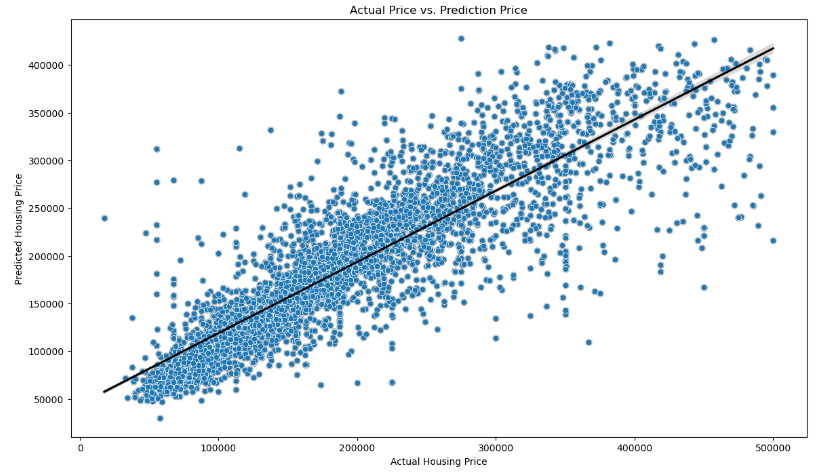 Actual Price vs. Prediction Price
400000
350000
300000
250000
200000
150000
100000
50000
Predicted Housing Price
0 100000 200000 300000 400000 500000
Actual Housing Price